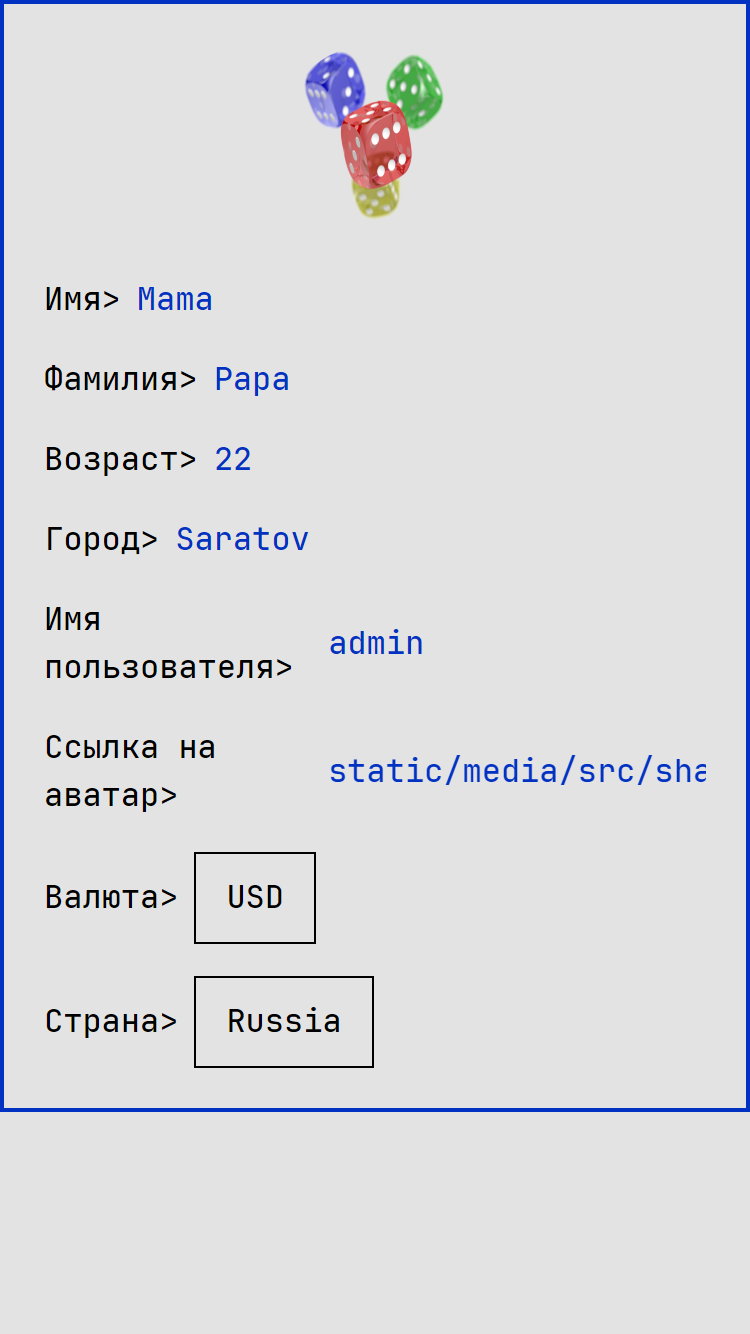 Имя> Mama
Фамилия> Papa
Возраст> 22
Город> Saratov
Имя
пользователя> admin
Ссылка на
аватар> static/media/src/sha
Валюта> USD
Страна> Russia